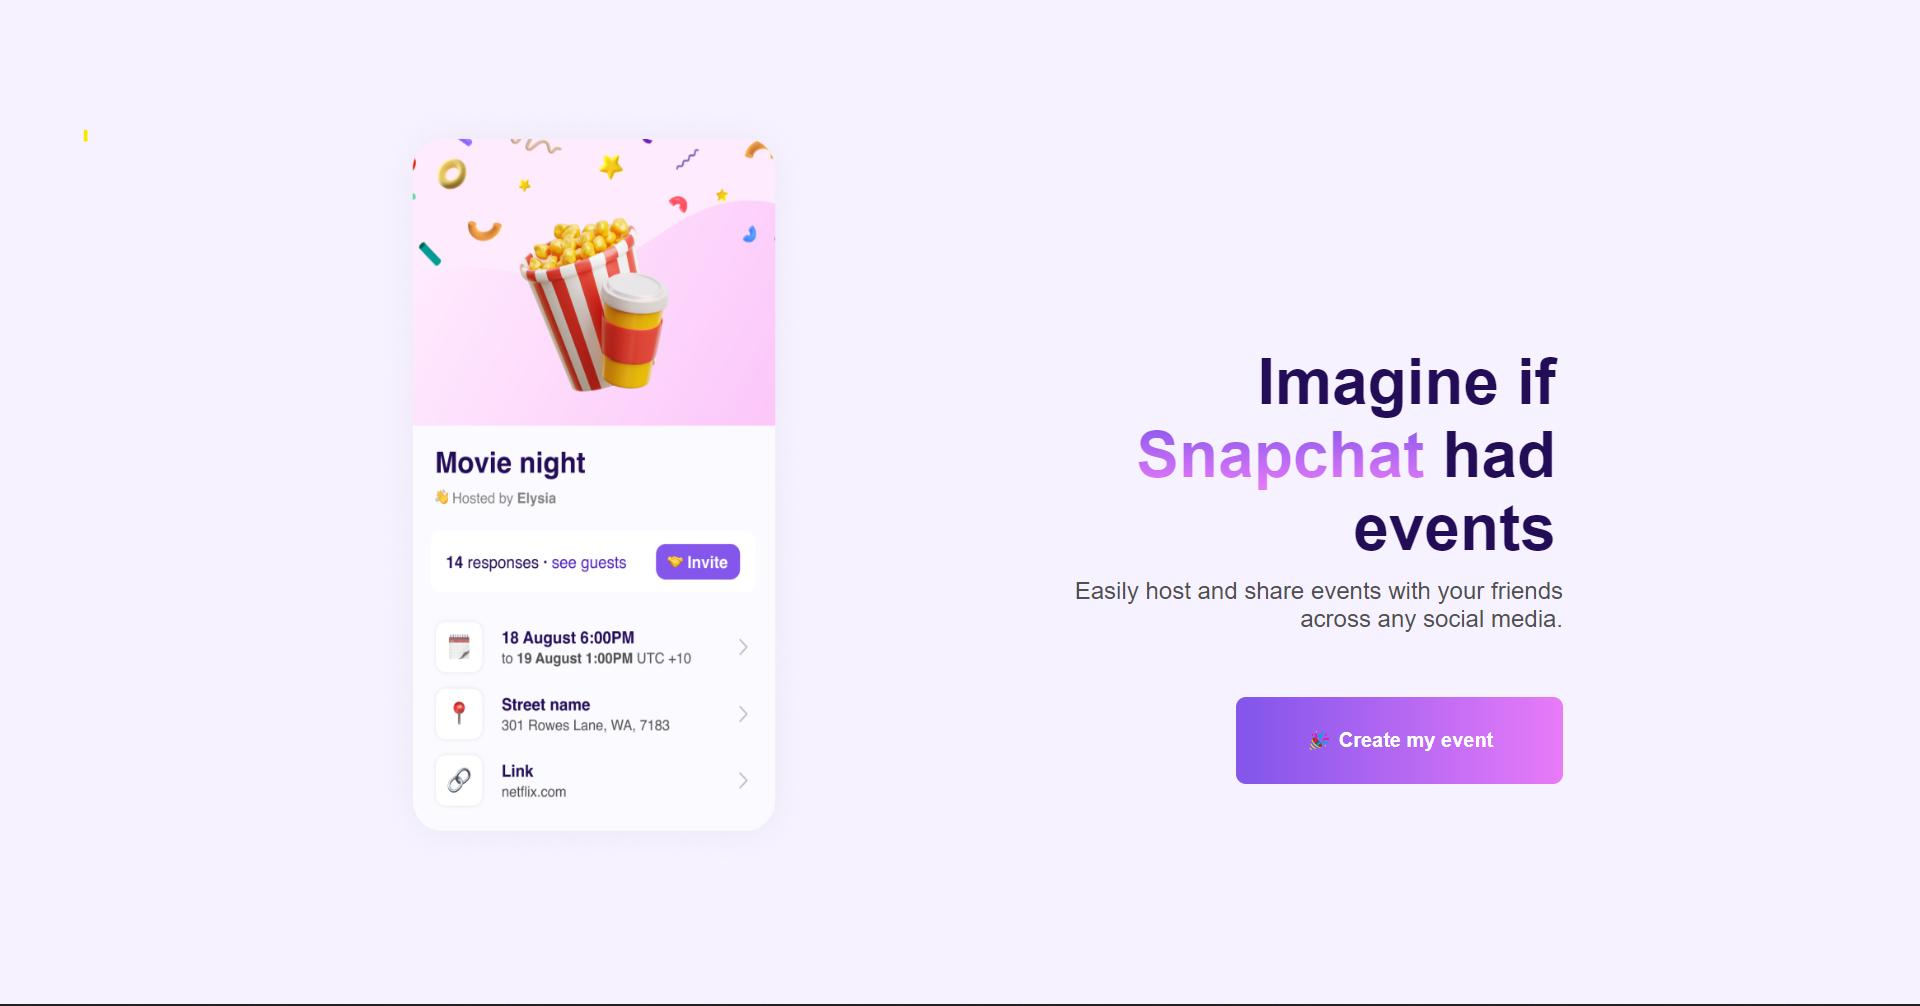 Movie night
👋 Hosted by Elysia
14 responses · see guests
🤝 Invite
18 August 6:00PM
to 19 August 1:00PM UTC +10
Street name
301 Rowes Lane, WA, 7183
Link
netflix.com
Imagine if
Snapchat had
events
Easily host and share events with your friends
across any social media.
🎉 Create my event